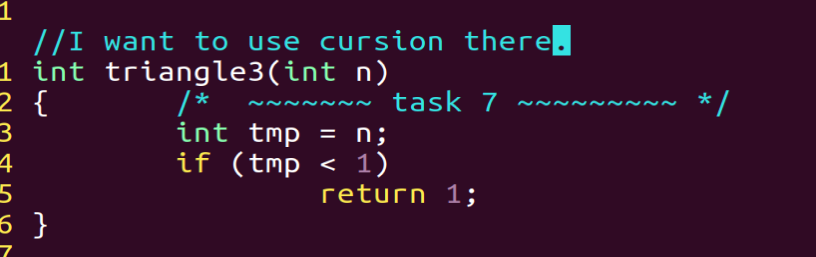 1
//I want to use cursion there.
1 int triangle3(int n)
2 {       /*  ~~~~~~~ task 7 ~~~~~~~~~ */
3         int tmp = n;
4         if (tmp < 1)
5                 return 1;
6 }
7